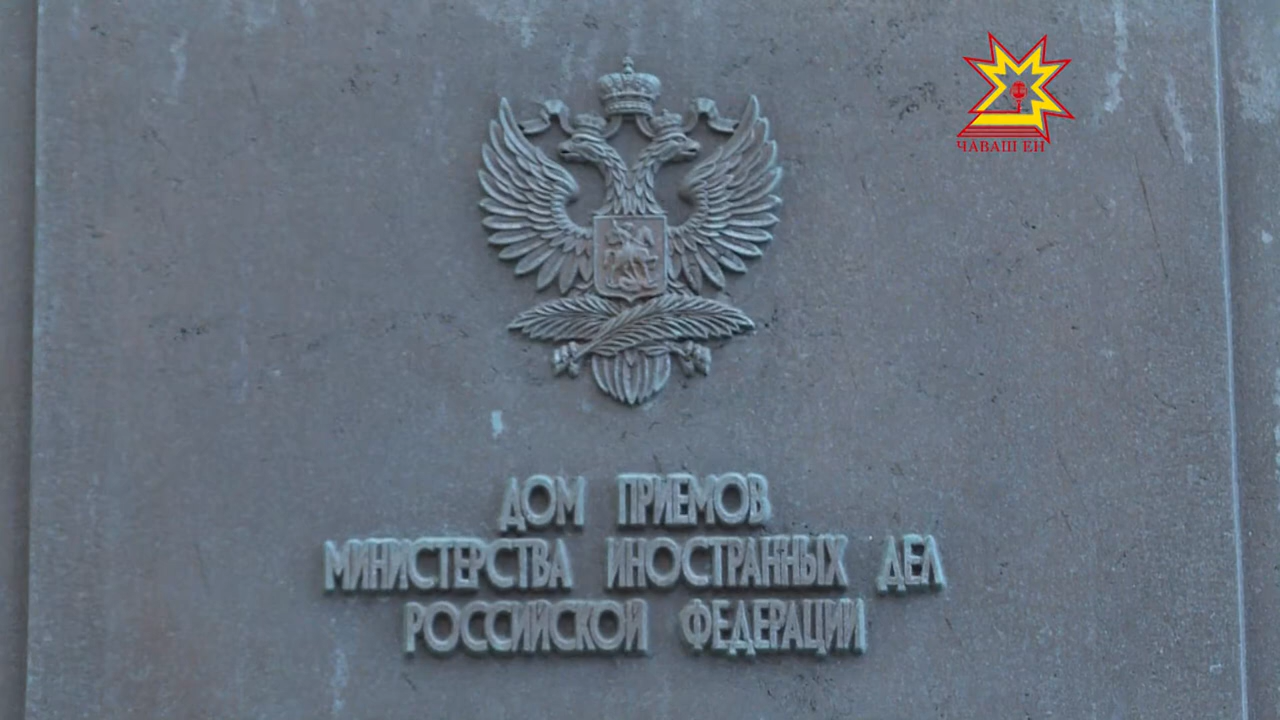 ЧАВАШ ЕН
ДОМ ПРИЕМОВ
МИНИСТЕРСТВА ИНОСТРАННЫХ ДЕЛ
РОССИЙСКОЙ ФЕДЕРАЦИИ